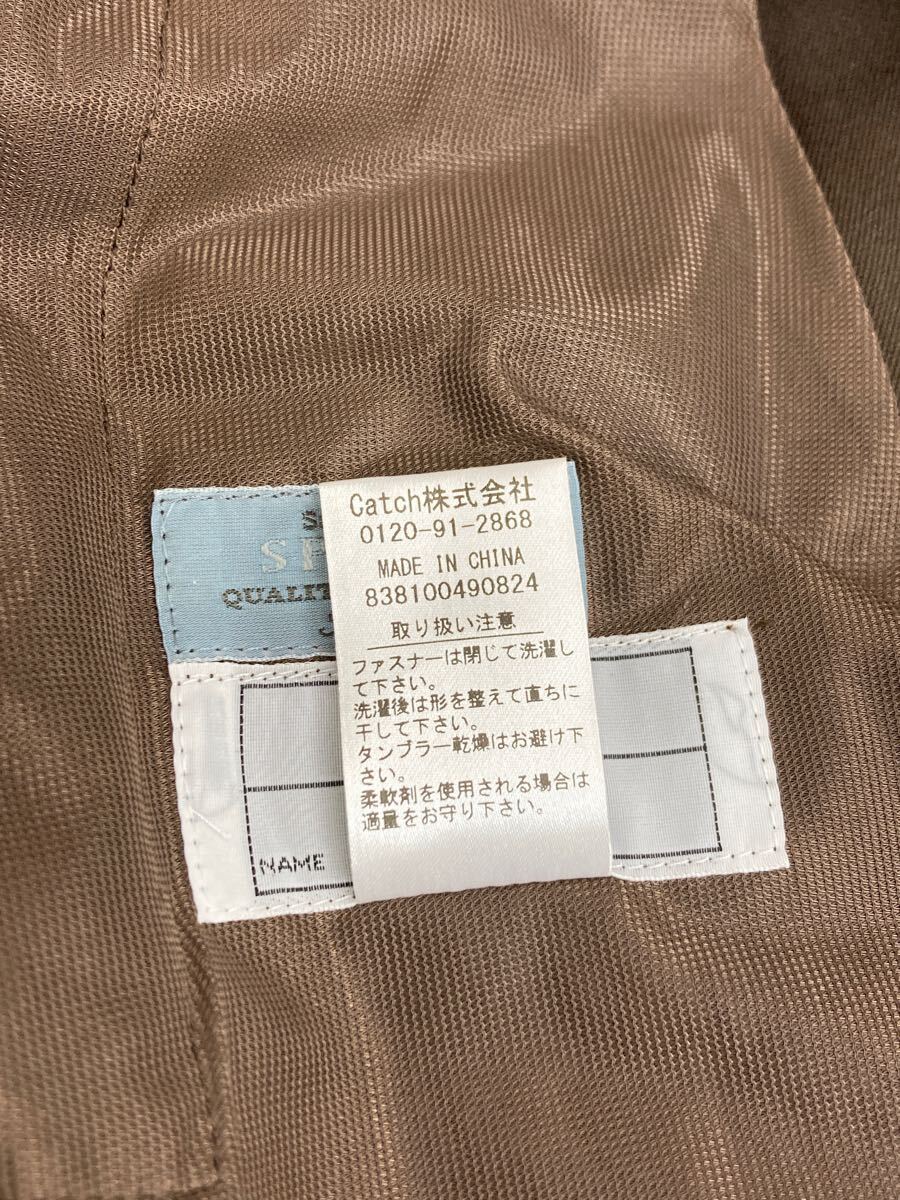 Catch株式会社
0120-91-2868
MADE IN CHINA
838100490824
取り扱い注意
ファスナーは閉じて洗濯し
て下さい。
洗濯後は形を整えて直ちに
干して下さい。
タンブラー乾燥はお避け下
さい。
柔軟剤を使用される場合は
適量をお守り下さい。
NAME